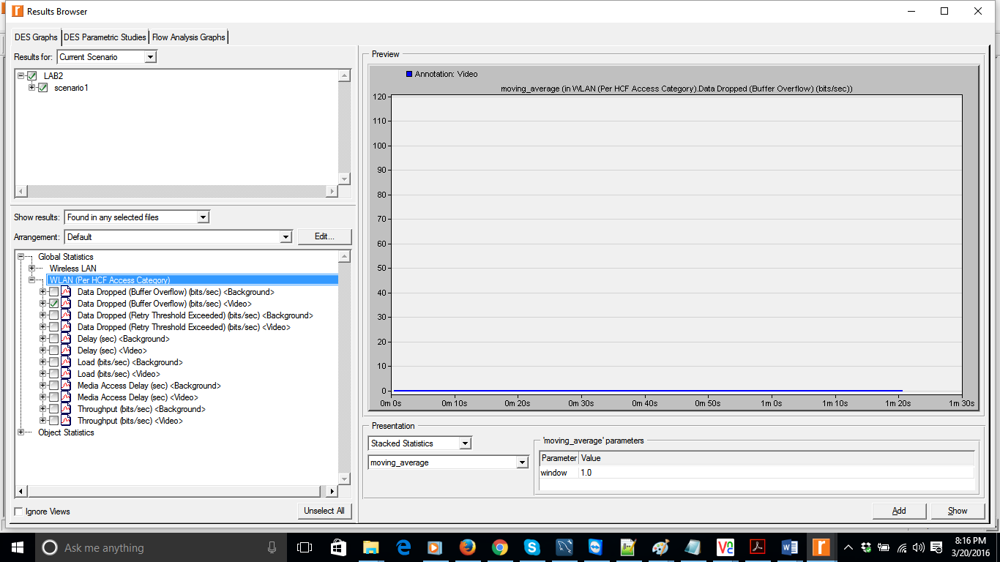 Results Browser
DES Graphs DES Parametric Studies Flow Analysis Graphs
Results for: Current Scenario
LAB2
scenario1
Show results: Found in any selected files
Arrangement: Default Edit...
Global Statistics
Wireless LAN
WLAN (Per HCF Access Category)
Data Dropped (Buffer Overflow) (bits/sec) <Background>
Data Dropped (Buffer Overflow) (bits/sec) <Video>
Data Dropped (Retry Threshold Exceeded) (bits/sec) <Background>
Data Dropped (Retry Threshold Exceeded) (bits/sec) <Video>
Delay (sec) <Background>
Delay (sec) <Video>
Load (bits/sec) <Background>
Load (bits/sec) <Video>
Media Access Delay (sec) <Background>
Media Access Delay (sec) <Video>
Throughput (bits/sec) <Background>
Throughput (bits/sec) <Video>
Object Statistics
Ignore Views Unselect All
Preview
Annotation: Video
moving_average (in WLAN (Per HCF Access Category).Data Dropped (Buffer Overflow) (bits/sec))
120
110
100
90
80
70
60
50
40
30
20
10
0
0m 0s 0m 10s 0m 20s 0m 30s 0m 40s 0m 50s 1m 0s 1m 10s 1m 20s 1m 30s
Presentation
Stacked Statistics
moving_average
'moving_average' parameters
Parameter Value
window 1.0
Add Show
Ask me anything
8:16 PM
3/20/2016